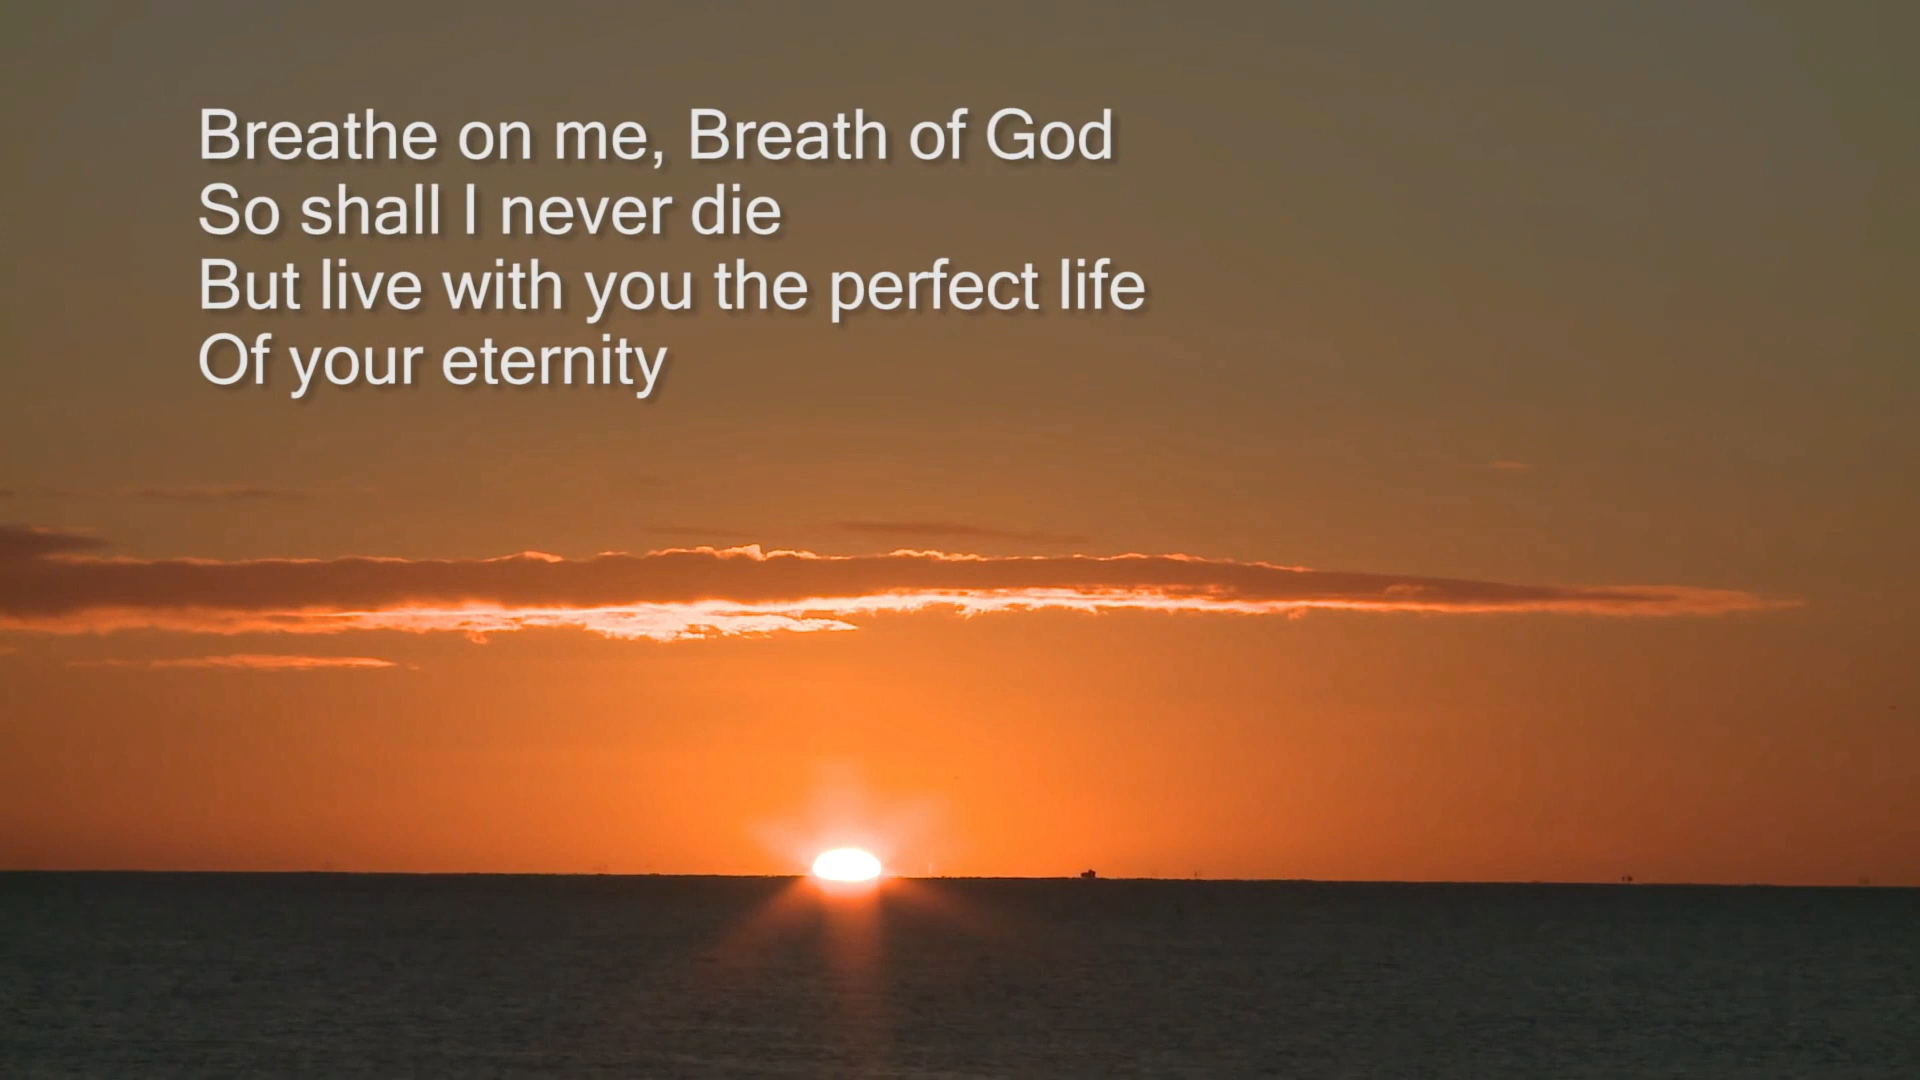 Breathe on me, Breath of God
So shall I never die
But live with you the perfect life
Of your eternity